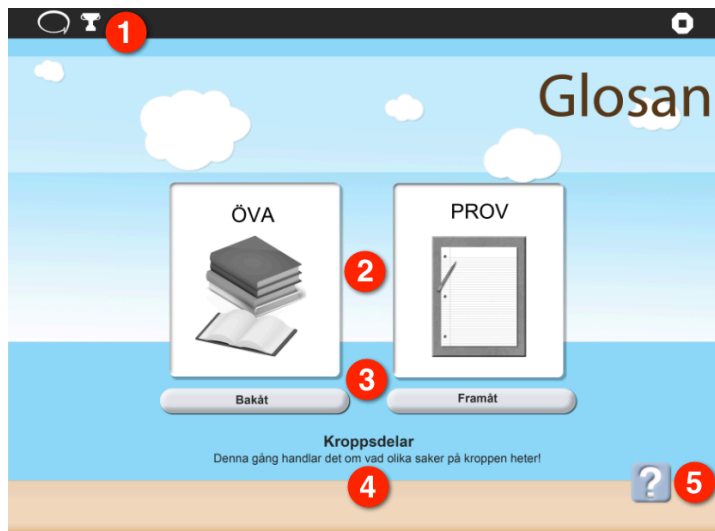 1
Glosan
ÖVA
PROV
2
3
Bakåt
Framåt
Kroppsdelar
Denna gång handlar det om vad olika saker på kroppen heter!
4
?
5